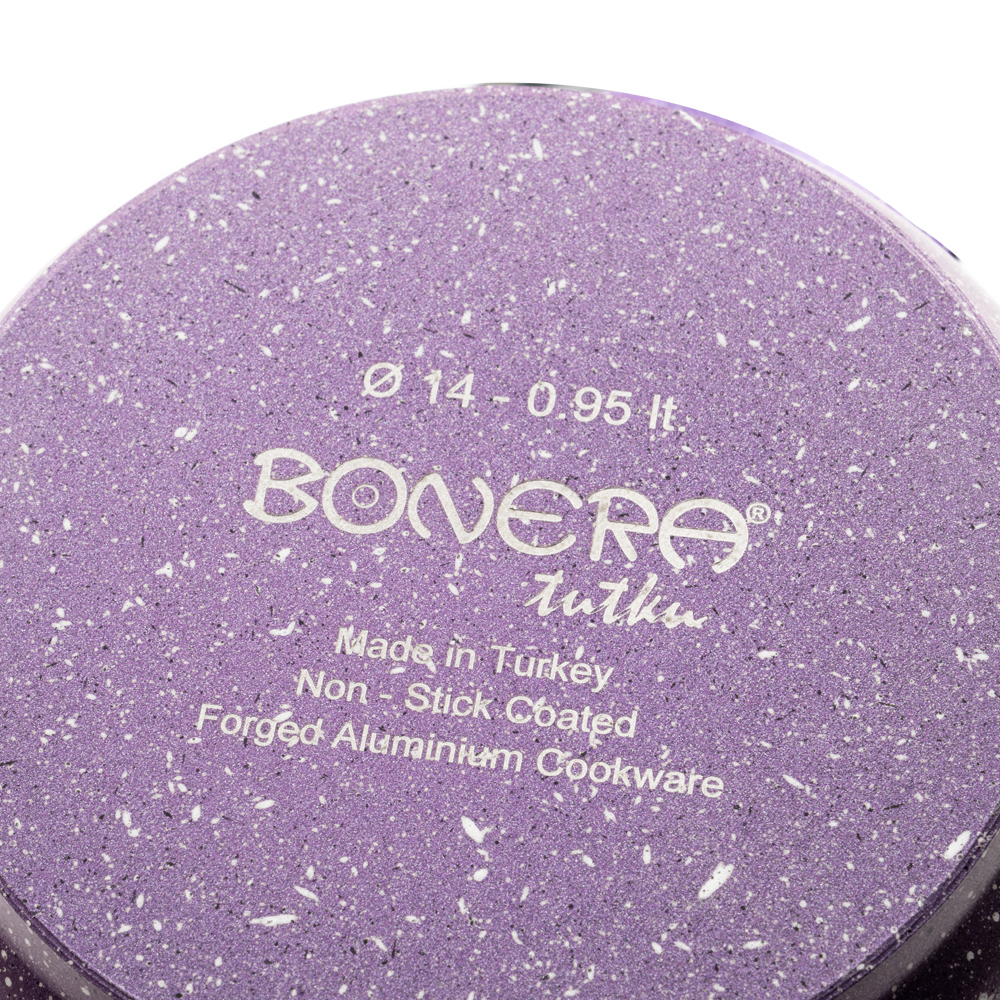 Ø 14 - 0.95 lt.
BONERA®
tutku
Made in Turkey
Non - Stick Coated
Forged Aluminium Cookware